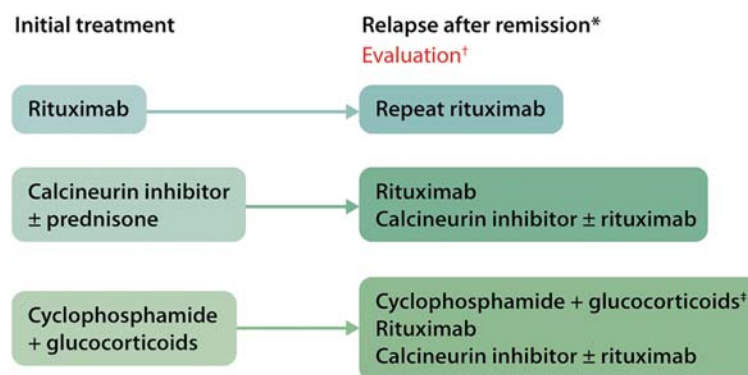 Initial treatment
Relapse after remission*
Evaluation†
Rituximab
Repeat rituximab
Calcineurin inhibitor
± prednisone
Rituximab
Calcineurin inhibitor ± rituximab
Cyclophosphamide
+ glucocorticoids
Cyclophosphamide + glucocorticoids‡
Rituximab
Calcineurin inhibitor ± rituximab